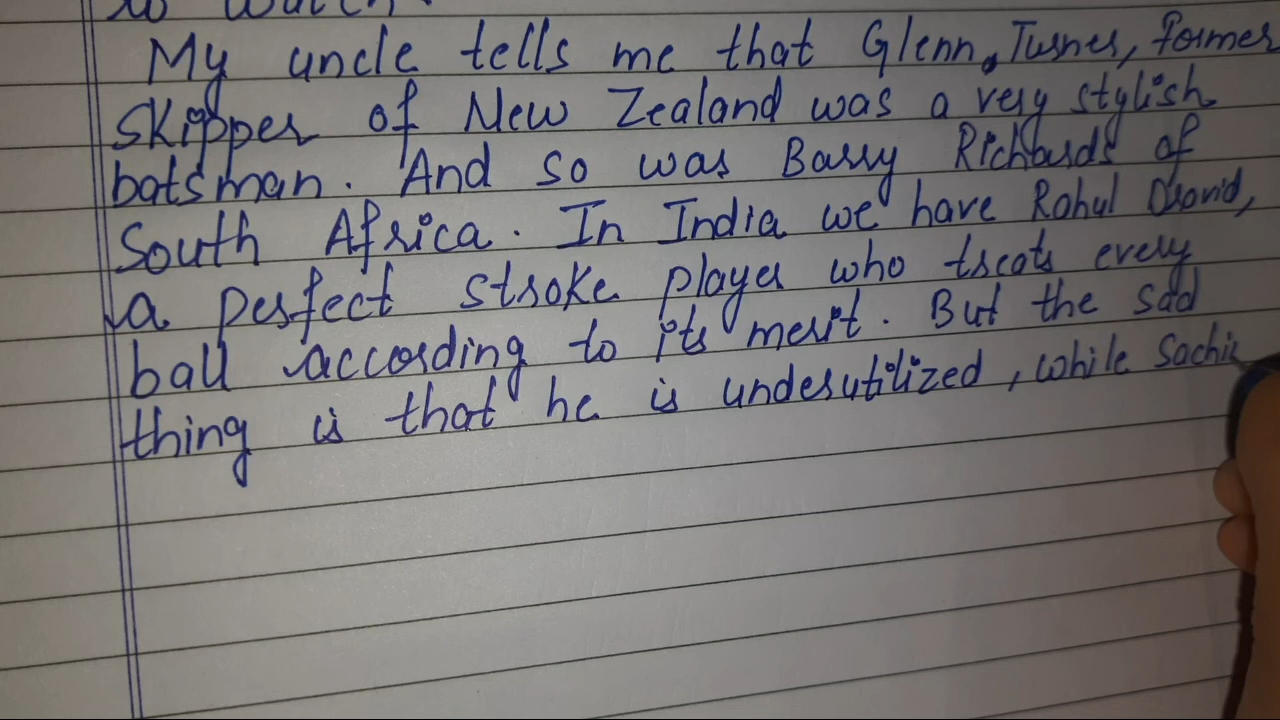 to watch.
My uncle tells me that Glenn Turner, former
skipper of New Zealand was a very stylish
batsman. And so was Barry Richards of
South Africa. In India we have Rahul Dravid,
a perfect stroke player who treats every
ball according to its merit. But the sad
thing is that he is underutilized, while Sachin